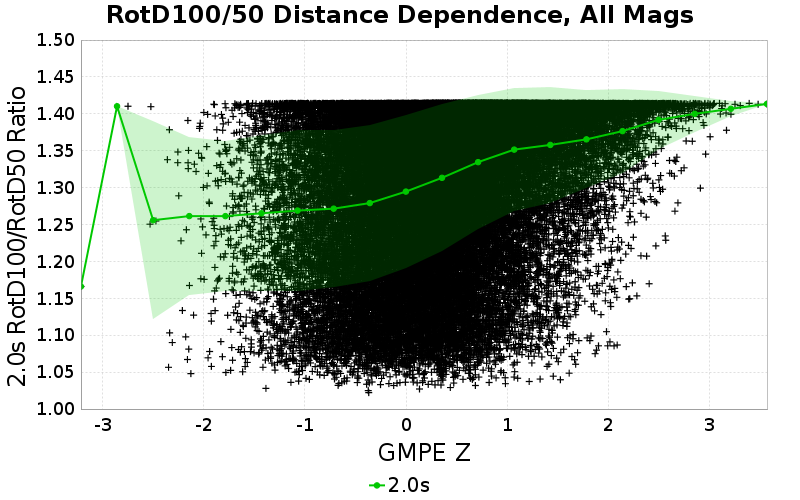 RotD100/50 Distance Dependence, All Mags
2.0s RotD100/RotD50 Ratio
1.50
1.45
1.40
1.35
1.30
1.25
1.20
1.15
1.10
1.05
1.00
-3 -2 -1 0 1 2 3
GMPE Z
2.0s